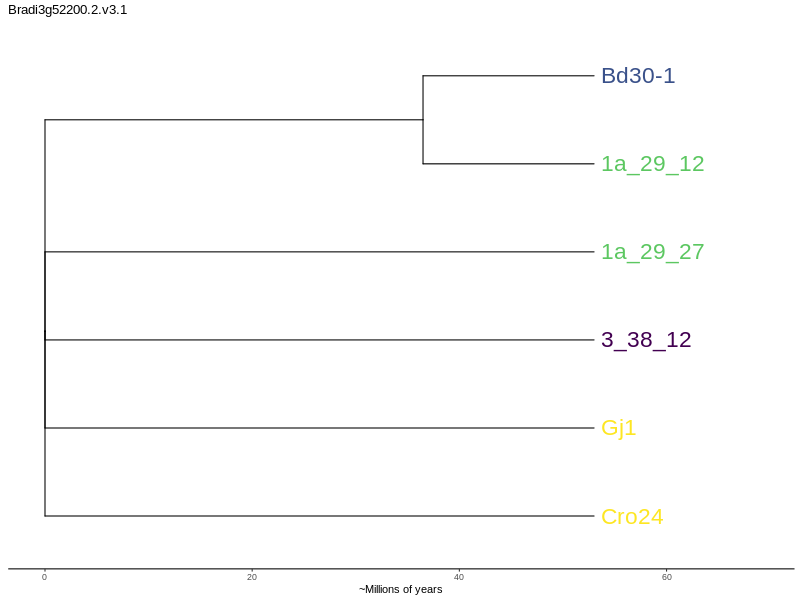 Bradi3g52200.2.v3.1
Bd30-1
1a_29_12
1a_29_27
3_38_12
Gj1
Cro24
0 20 40 60
~Millions of years